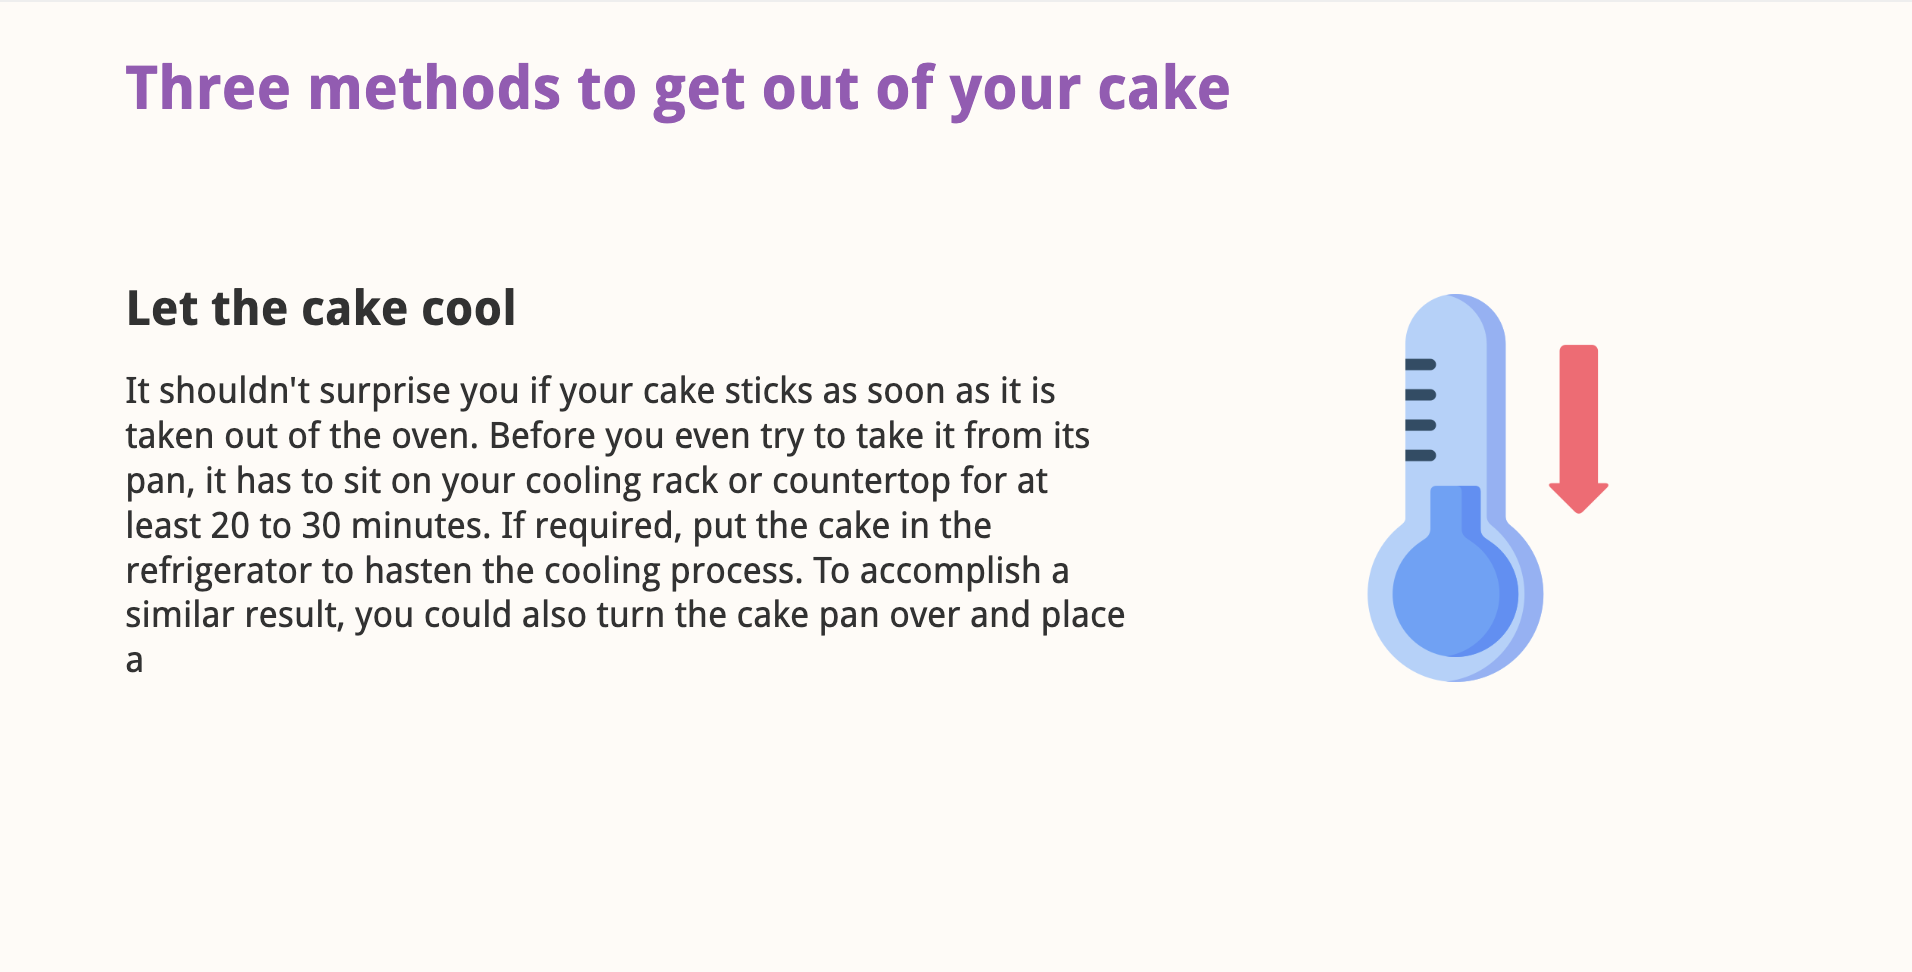 Three methods to get out of your cake
Let the cake cool
It shouldn't surprise you if your cake sticks as soon as it is
taken out of the oven. Before you even try to take it from its
pan, it has to sit on your cooling rack or countertop for at
least 20 to 30 minutes. If required, put the cake in the
refrigerator to hasten the cooling process. To accomplish a
similar result, you could also turn the cake pan over and place
a